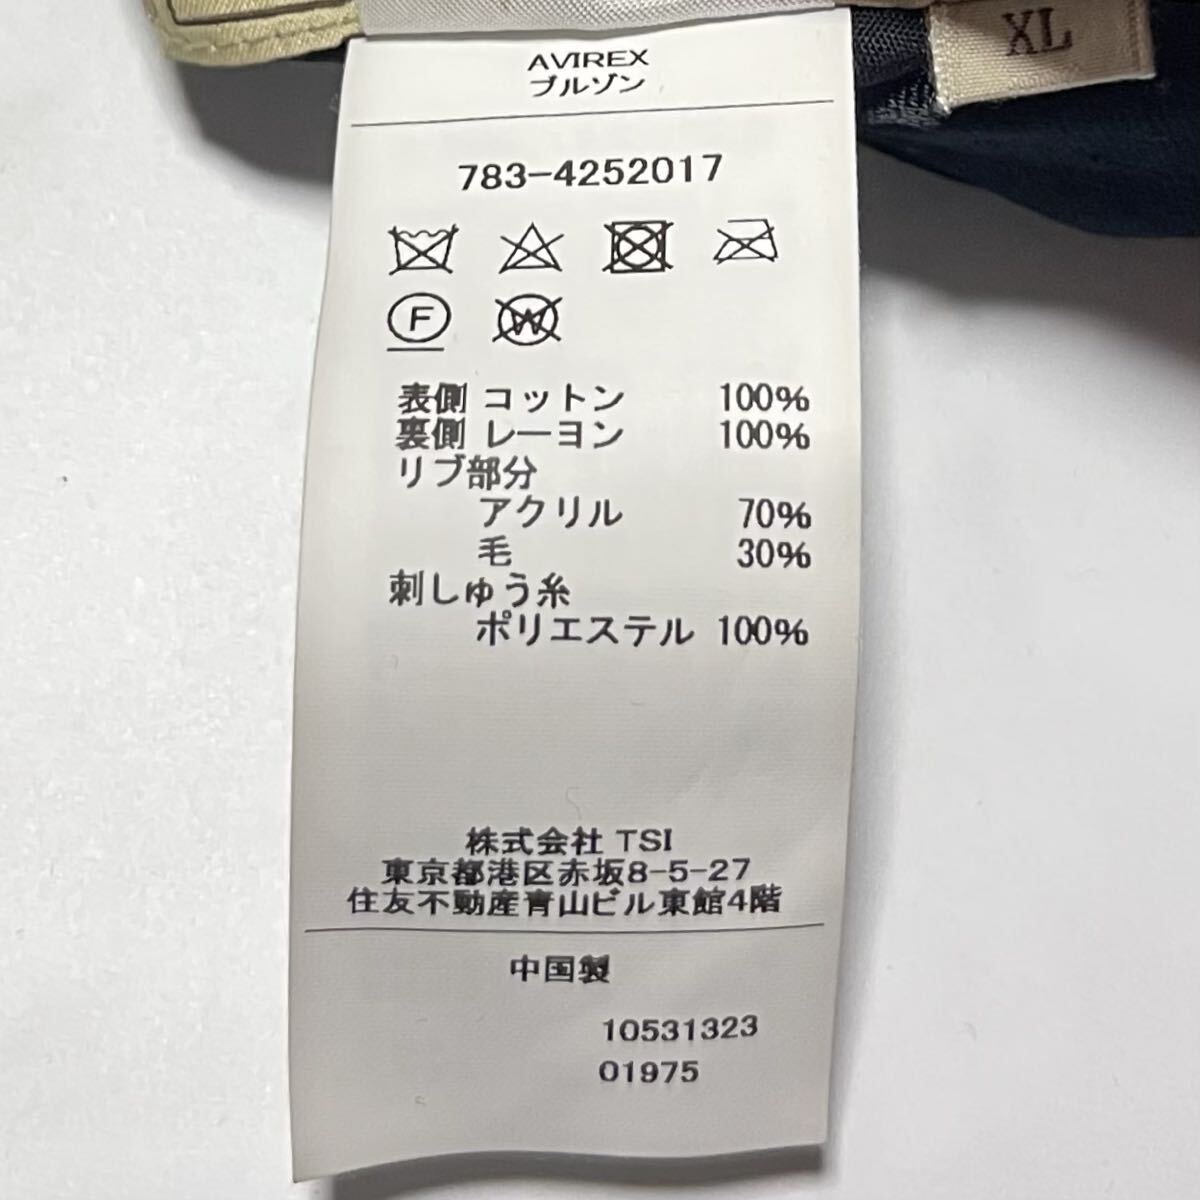 XL
AVIREX
ブルゾン
783-4252017
F
W
表側 コットン 100%
裏側 レーヨン 100%
リブ部分
アクリル 70%
毛 30%
刺しゅう糸
ポリエステル 100%
株式会社 TSI
東京都港区赤坂8-5-27
住友不動産青山ビル東館4階
中国製
10531323
01975